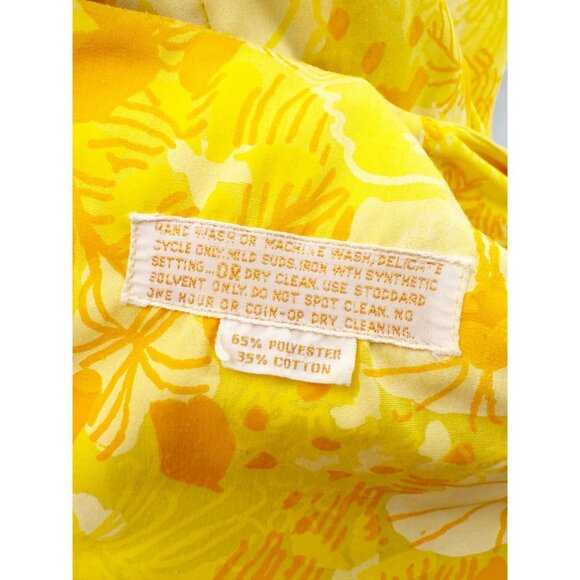 HAND WASH OR MACHINE WASH, DELICATE
CYCLE ONLY, MILD SUDS, IRON WITH SYNTHETIC
SETTING...OR DRY CLEAN, USE STODDARD
SOLVENT ONLY, DO NOT SPOT CLEAN, NO
ONE HOUR OR COIN-OP DRY CLEANING.
65% POLYESTER
35% COTTON